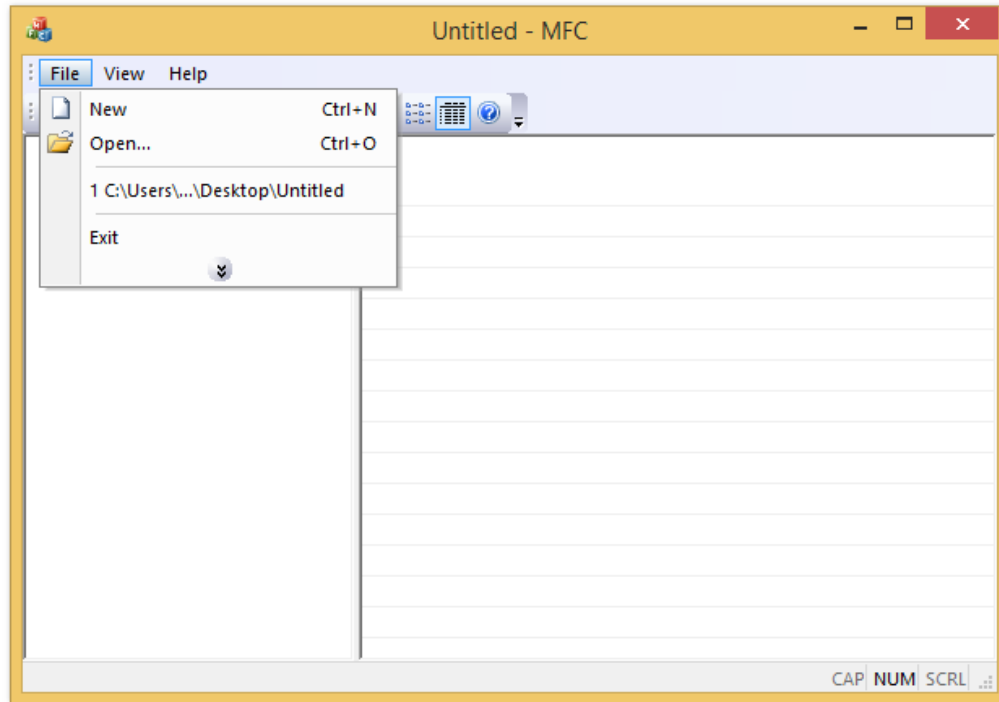 Untitled - MFC
File View Help
New Ctrl+N
Open... Ctrl+O
1 C:\Users\...\Desktop\Untitled
Exit
CAP NUM SCRL